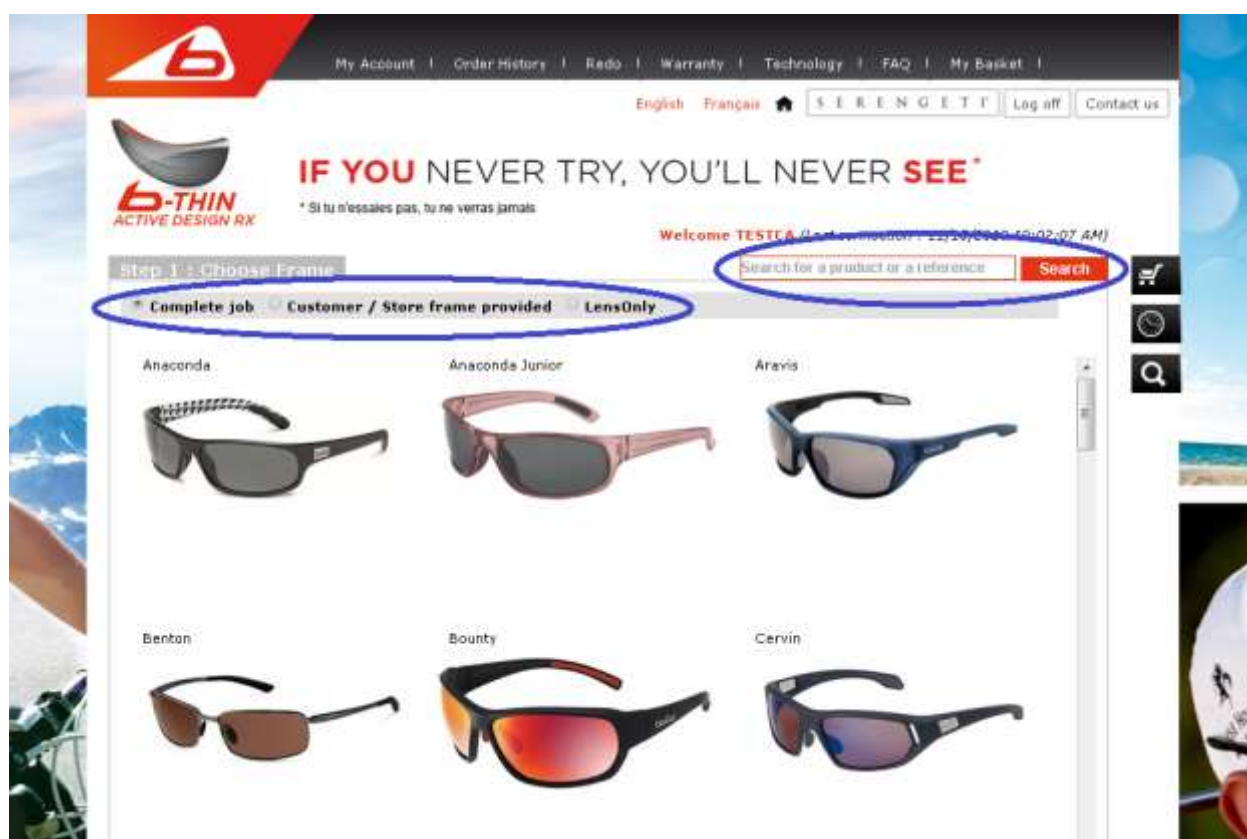 My Account | Order History | Redo | Warranty | Technology | FAQ | My Basket |
English Français SERENGETI Log off Contact us
IF YOU NEVER TRY, YOU'LL NEVER SEE*
b-THIN
ACTIVE DESIGN RX
* Si tu n'essaies pas, tu ne verras jamais
Welcome TESTCA (Last connection :
Step 1 : Choose Frame
Search for a product or a reference Search
Complete job Customer / Store frame provided LensOnly
Anaconda Anaconda Junior Aravis
Benton Bounty Cervin